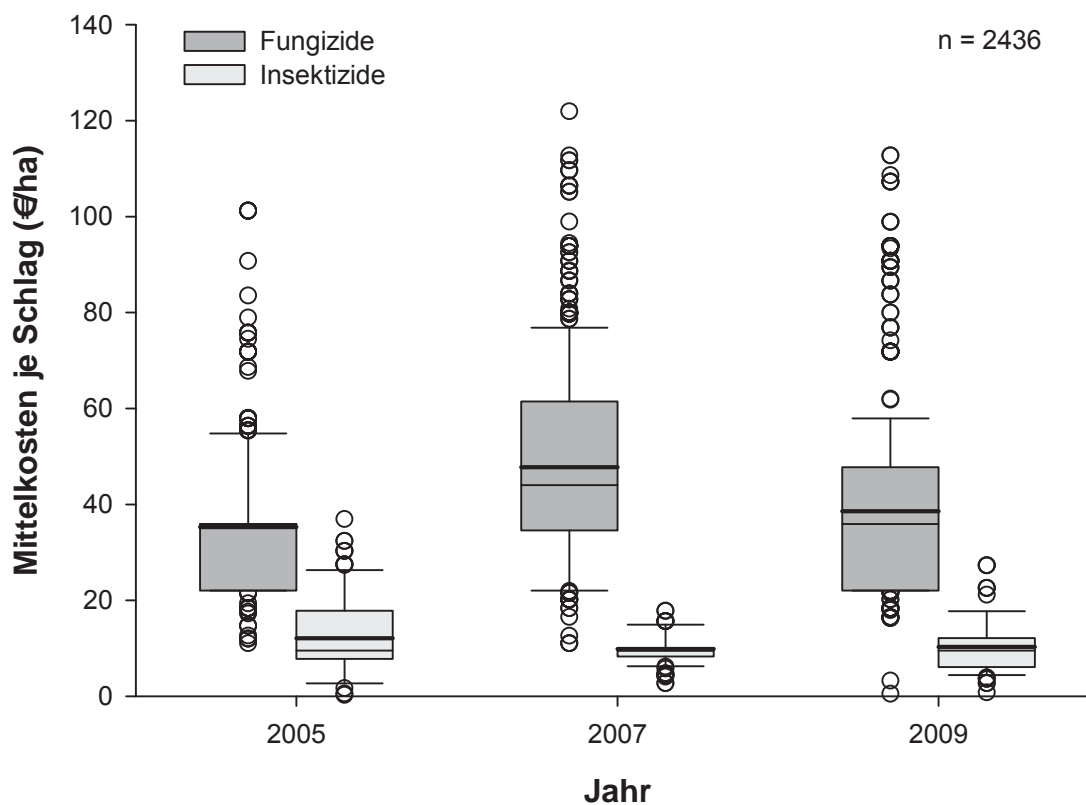 Fungizide
Insektizide
n = 2436
Mittelkosten je Schlag (€/ha)
140
120
100
80
60
40
20
0
2005
2007
2009
Jahr